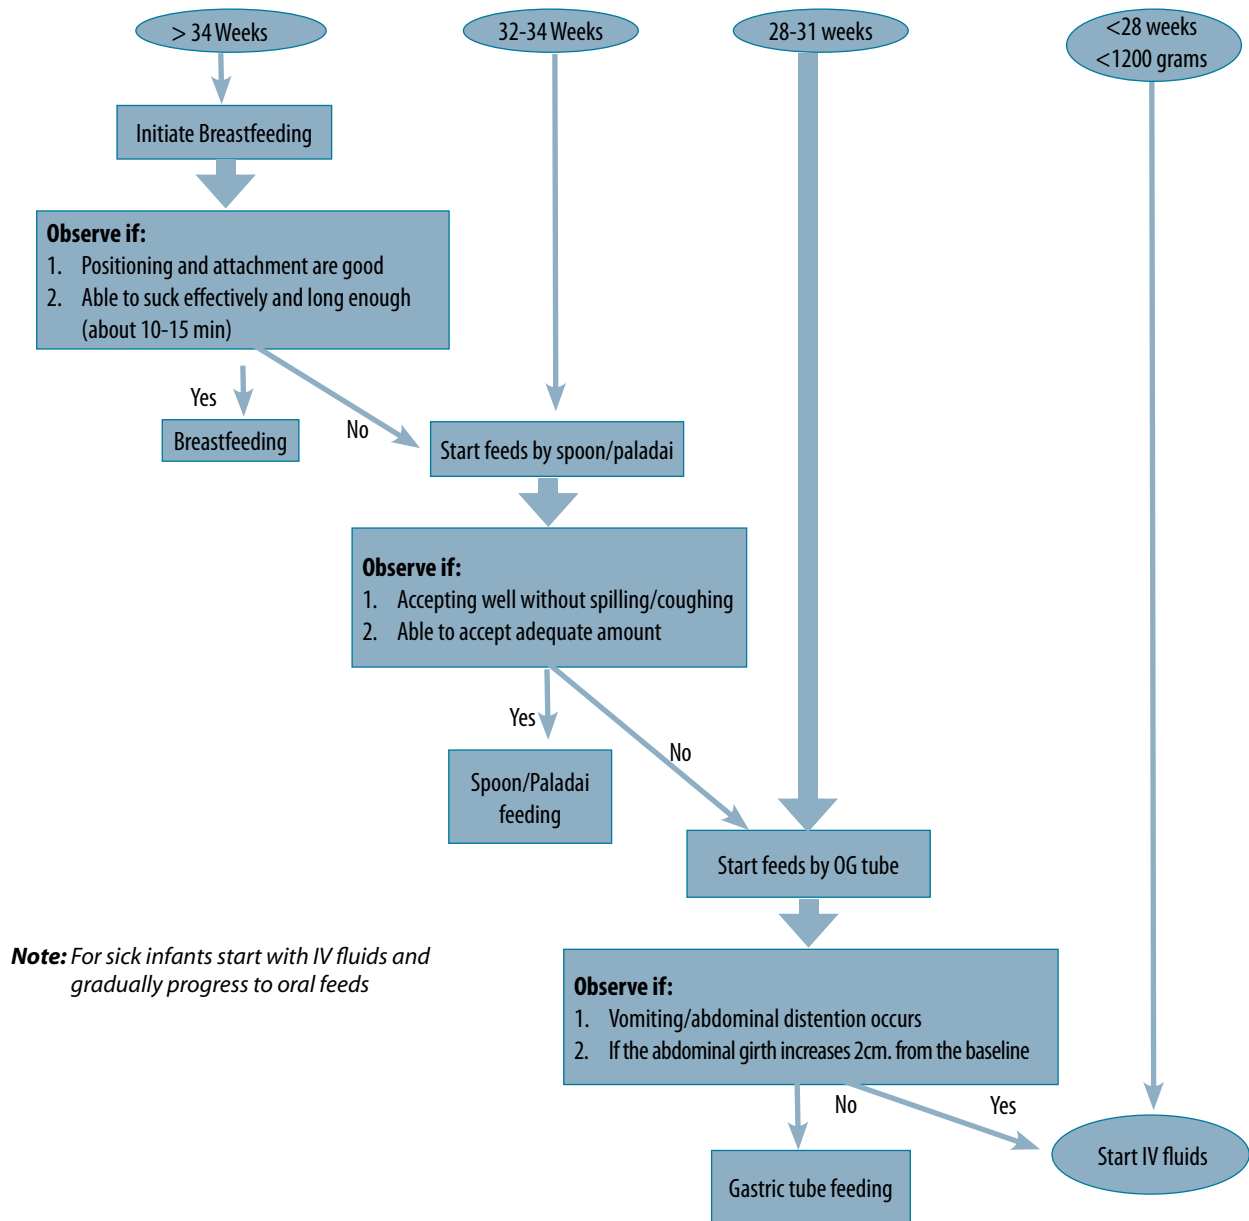 > 34 Weeks
32-34 Weeks
28-31 weeks
<28 weeks
<1200 grams
Initiate Breastfeeding
Observe if:
1. Positioning and attachment are good
2. Able to suck effectively and long enough
(about 10-15 min)
Yes
No
Breastfeeding
Start feeds by spoon/paladai
Observe if:
1. Accepting well without spilling/coughing
2. Able to accept adequate amount
Yes
No
Spoon/Paladai
feeding
Start feeds by OG tube
Note: For sick infants start with IV fluids and
gradually progress to oral feeds
Observe if:
1. Vomiting/abdominal distention occurs
2. If the abdominal girth increases 2cm. from the baseline
No
Yes
Start IV fluids
Gastric tube feeding